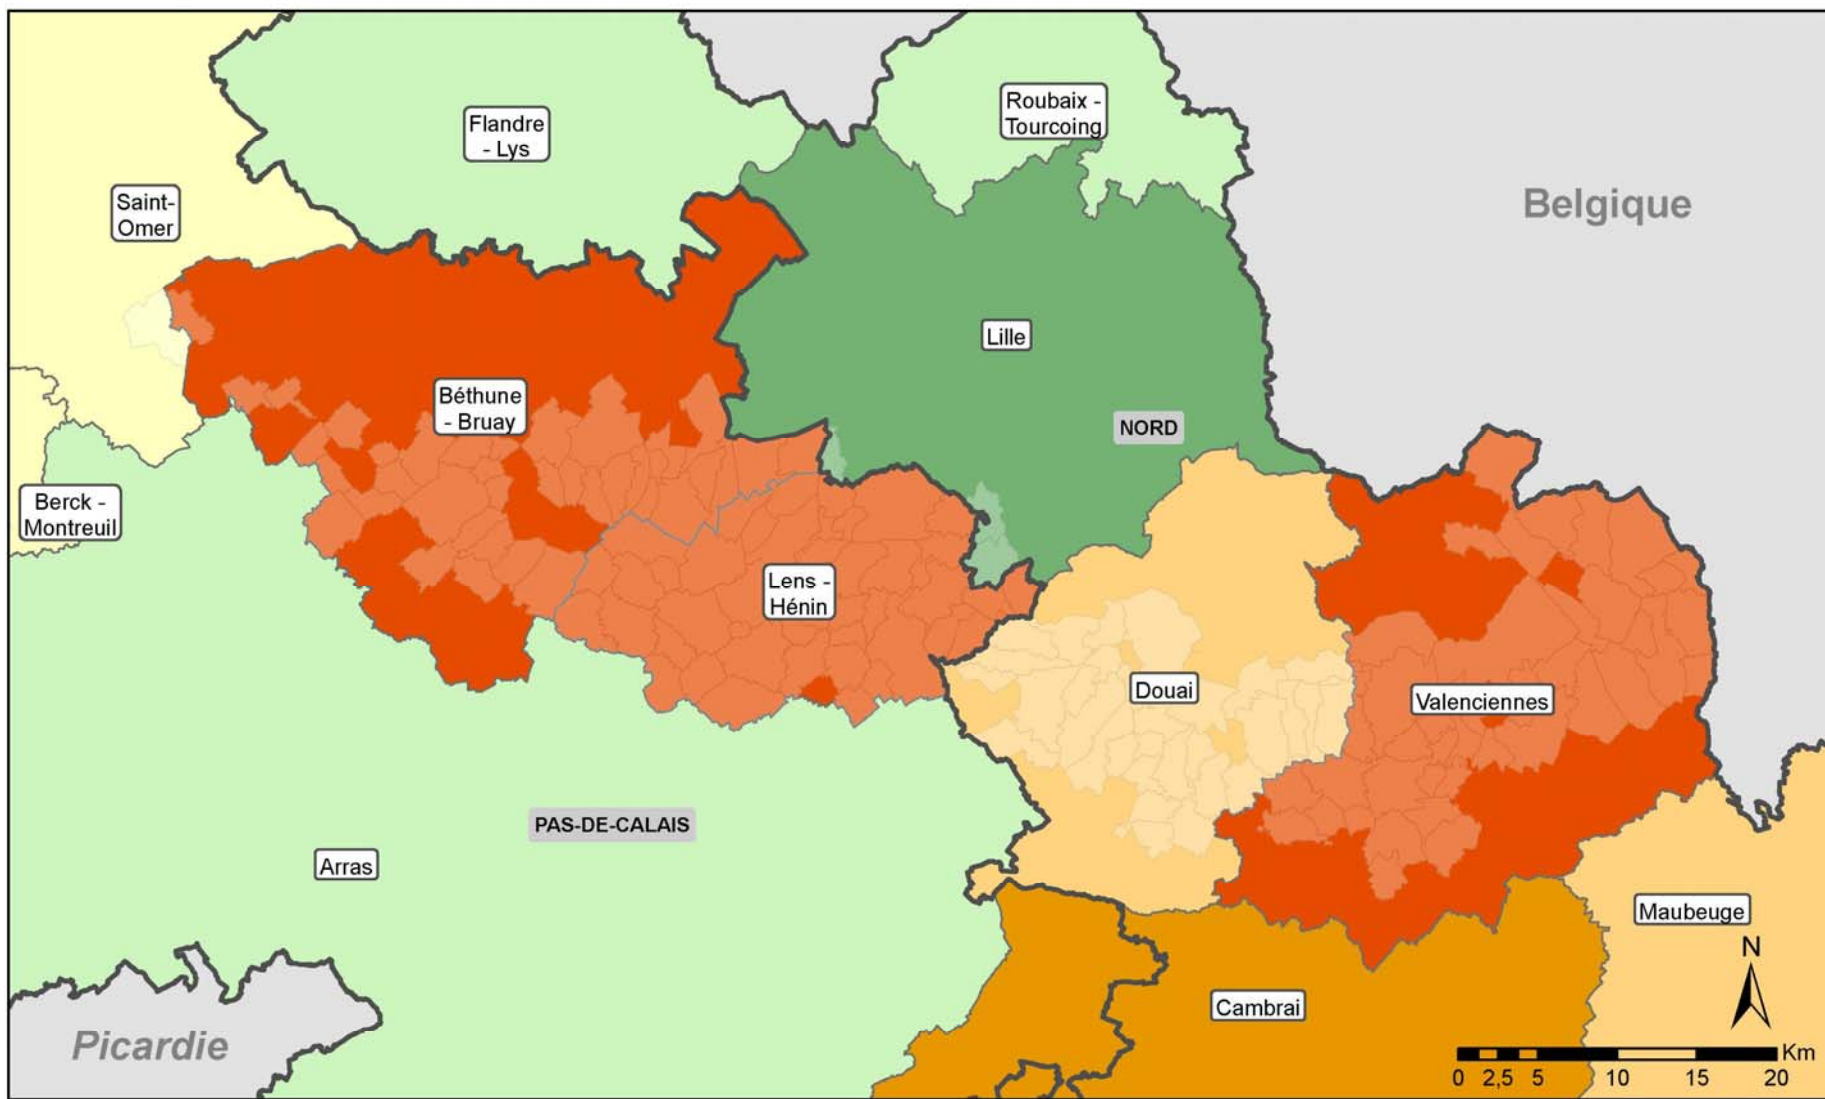 Flandre
- Lys
Roubaix -
Tourcoing
Saint-
Omer
Belgique
Lille
Béthune
- Bruay
NORD
Berck -
Montreuil
Lens -
Hénin
Douai
Valenciennes
PAS-DE-CALAIS
Arras
Maubeuge
N
Cambrai
Picardie
Km
0 2,5 5 10 15 20